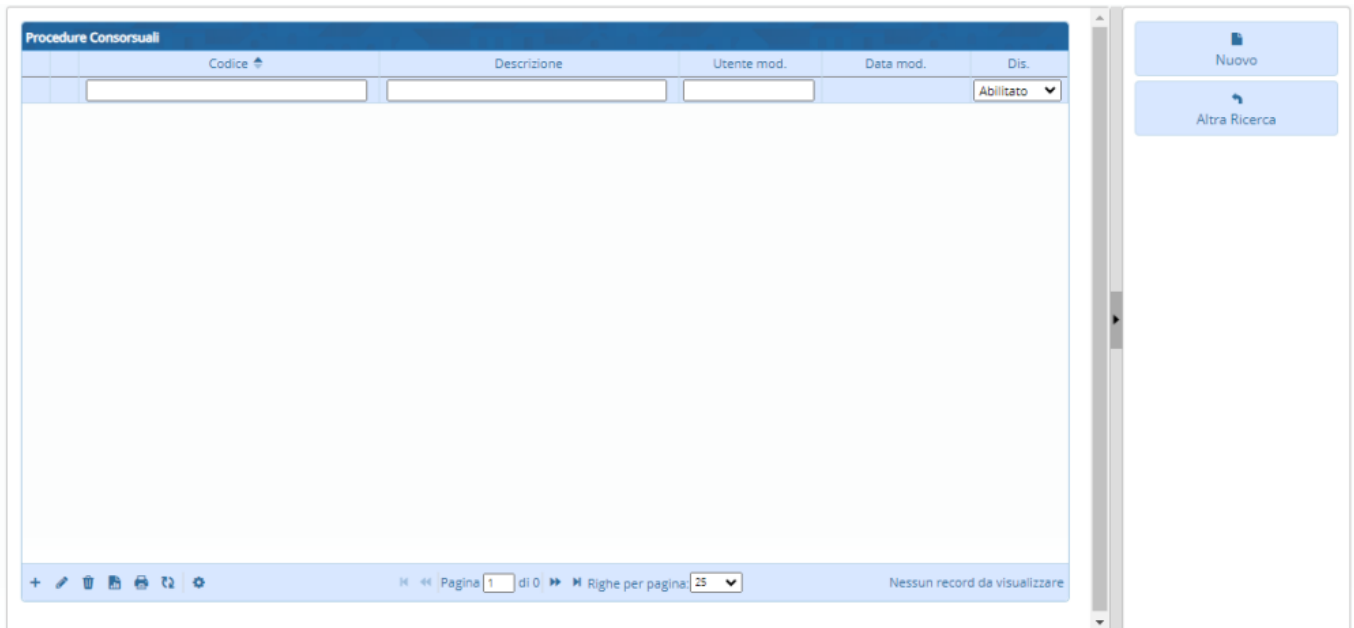 Procedure Consorsuali
Codice Descrizione Utente mod. Data mod. Dis.
Abilitato
Pagina 1 di 0 Righe per pagina: 25 Nessun record da visualizzare
Nuovo
Altra Ricerca